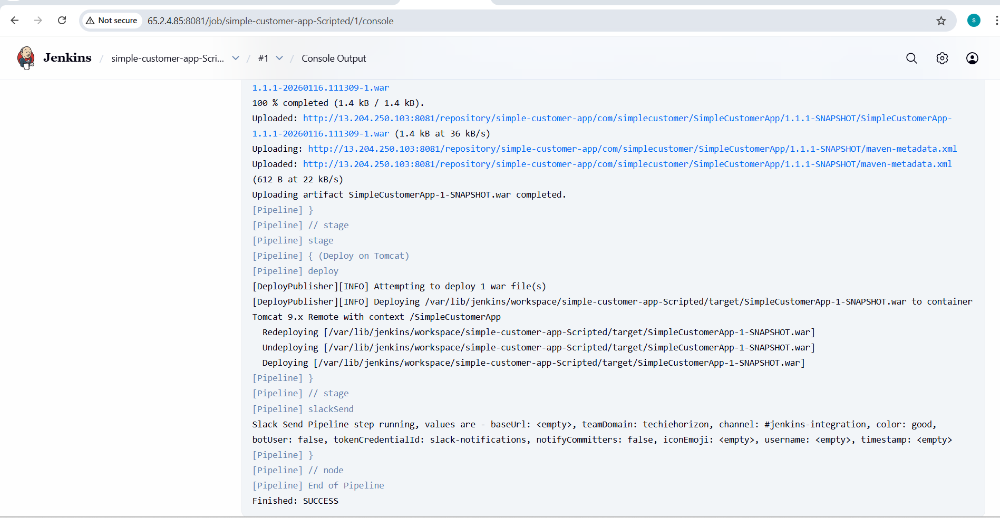 Not secure 65.2.4.85:8081/job/simple-customer-app-Scripted/1/console
S
Jenkins / simple-customer-app-Scri... / #1 / Console Output
1.1.1-20260116.111309-1.war
100 % completed (1.4 kB / 1.4 kB).
Uploaded: http://13.204.250.103:8081/repository/simple-customer-app/com/simplecustomer/SimpleCustomerApp/1.1.1-SNAPSHOT/SimpleCustomerApp-
1.1.1-20260116.111309-1.war (1.4 kB at 36 kB/s)
Uploading: http://13.204.250.103:8081/repository/simple-customer-app/com/simplecustomer/SimpleCustomerApp/1.1.1-SNAPSHOT/maven-metadata.xml
Uploaded: http://13.204.250.103:8081/repository/simple-customer-app/com/simplecustomer/SimpleCustomerApp/1.1.1-SNAPSHOT/maven-metadata.xml
(612 B at 22 kB/s)
Uploading artifact SimpleCustomerApp-1-SNAPSHOT.war completed.
[Pipeline] }
[Pipeline] // stage
[Pipeline] stage
[Pipeline] { (Deploy on Tomcat)
[Pipeline] deploy
[DeployPublisher][INFO] Attempting to deploy 1 war file(s)
[DeployPublisher][INFO] Deploying /var/lib/jenkins/workspace/simple-customer-app-Scripted/target/SimpleCustomerApp-1-SNAPSHOT.war to container
Tomcat 9.x Remote with context /SimpleCustomerApp
Redeploying [/var/lib/jenkins/workspace/simple-customer-app-Scripted/target/SimpleCustomerApp-1-SNAPSHOT.war]
Undeploying [/var/lib/jenkins/workspace/simple-customer-app-Scripted/target/SimpleCustomerApp-1-SNAPSHOT.war]
Deploying [/var/lib/jenkins/workspace/simple-customer-app-Scripted/target/SimpleCustomerApp-1-SNAPSHOT.war]
[Pipeline] }
[Pipeline] // stage
[Pipeline] slackSend
Slack Send Pipeline step running, values are - baseUrl: <empty>, teamDomain: techiehorizon, channel: #jenkins-integration, color: good,
botUser: false, tokenCredentialId: slack-notifications, notifyCommitters: false, iconEmoji: <empty>, username: <empty>, timestamp: <empty>
[Pipeline] }
[Pipeline] // node
[Pipeline] End of Pipeline
Finished: SUCCESS